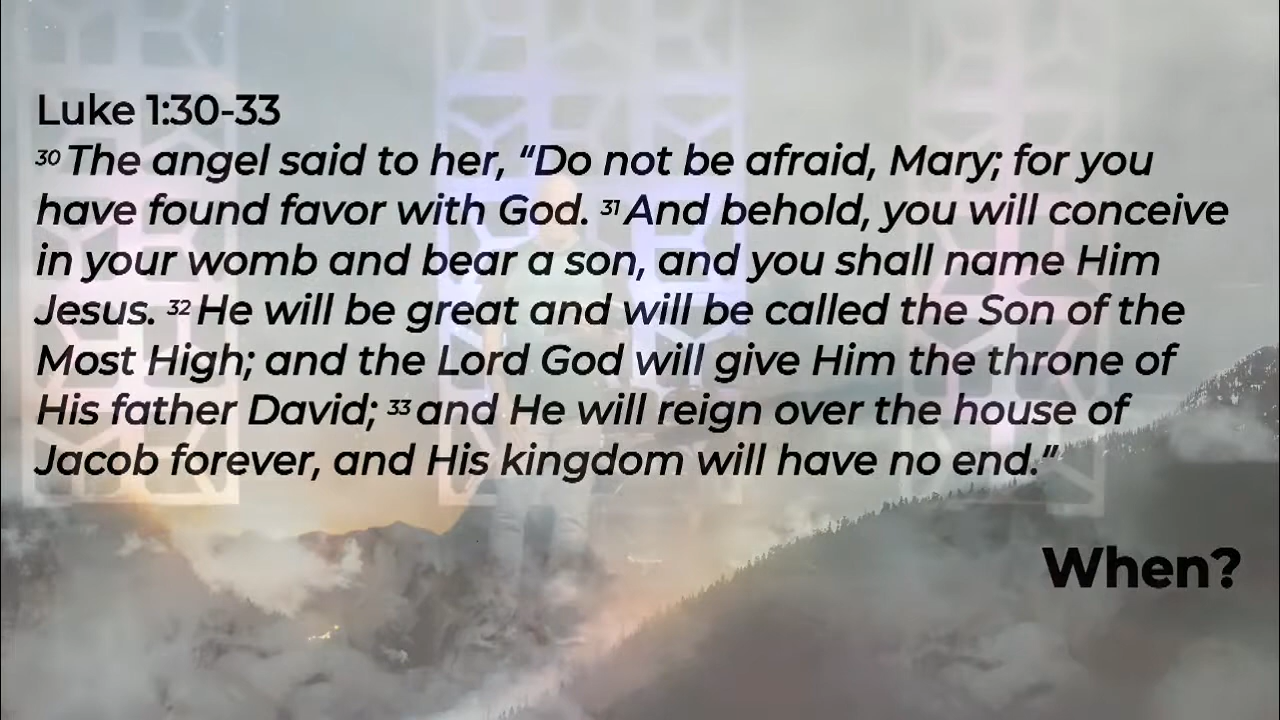 Luke 1:30-33
30 The angel said to her, “Do not be afraid, Mary; for you
have found favor with God. 31 And behold, you will conceive
in your womb and bear a son, and you shall name Him
Jesus. 32 He will be great and will be called the Son of the
Most High; and the Lord God will give Him the throne of
His father David; 33 and He will reign over the house of
Jacob forever, and His kingdom will have no end.”
When?